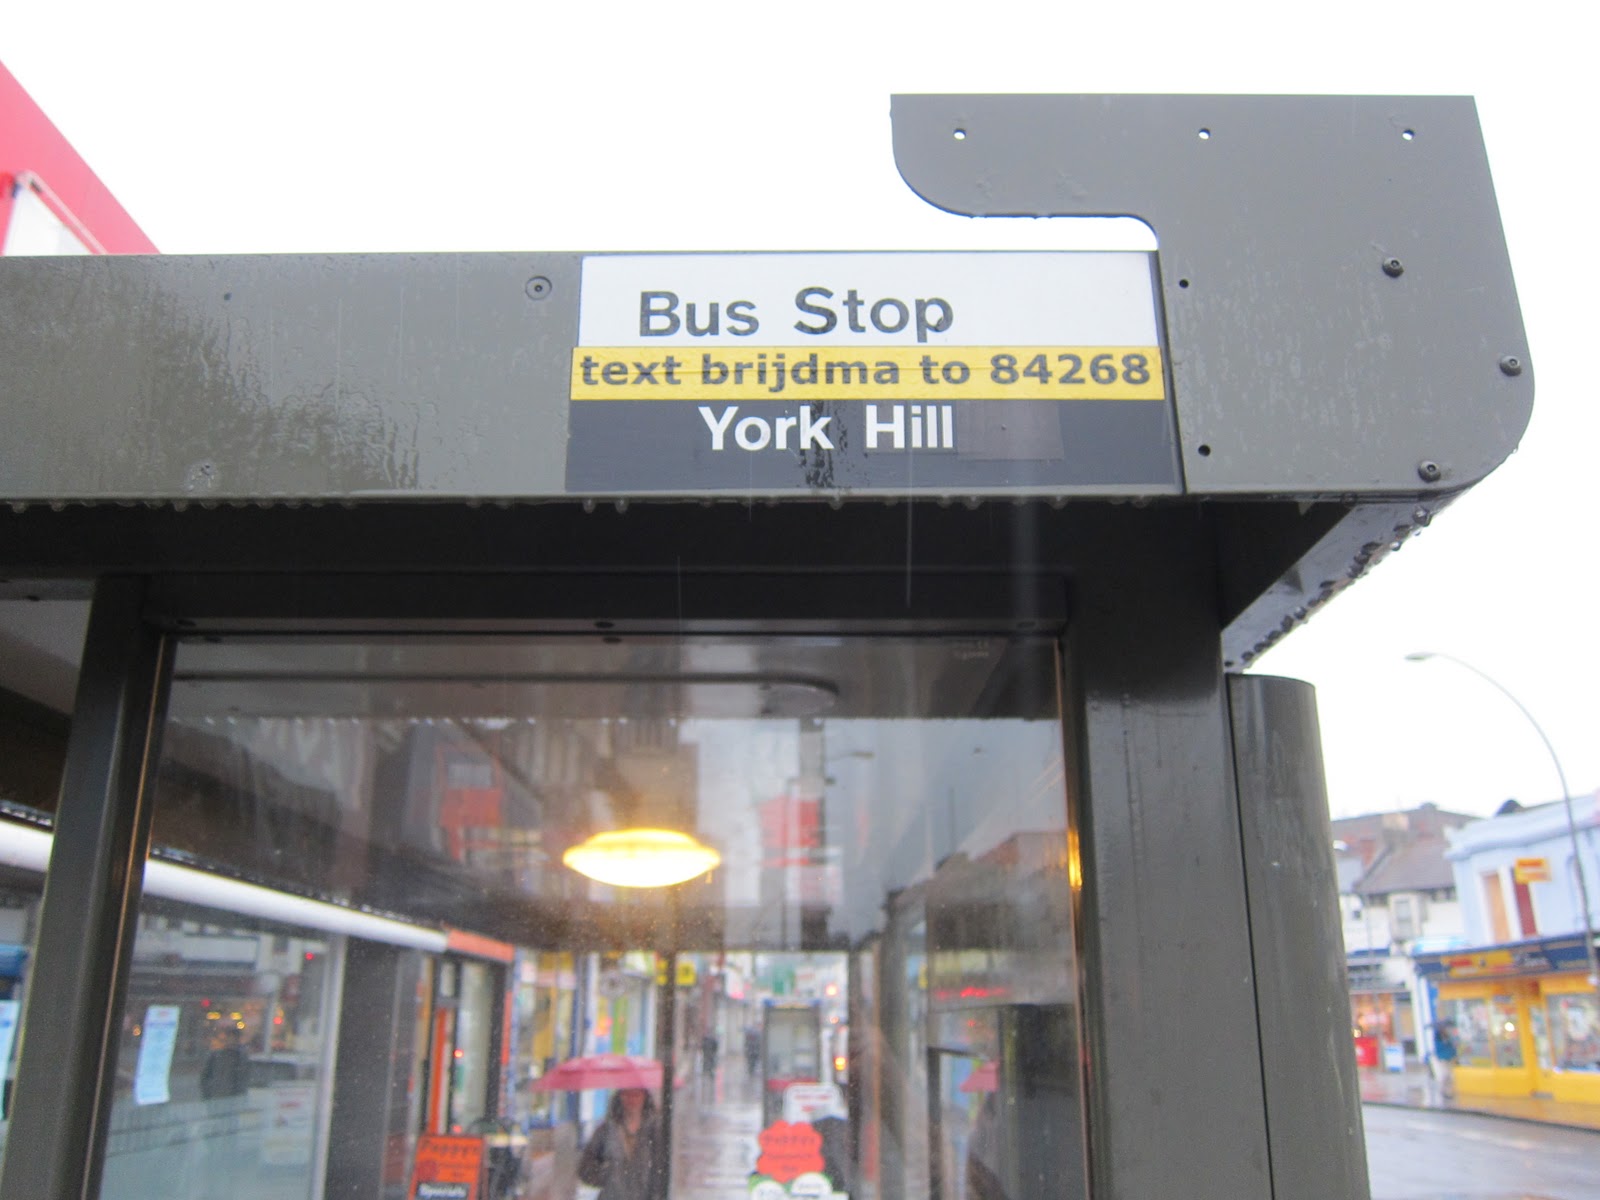 Bus Stop
text brijdma to 84268
York Hill